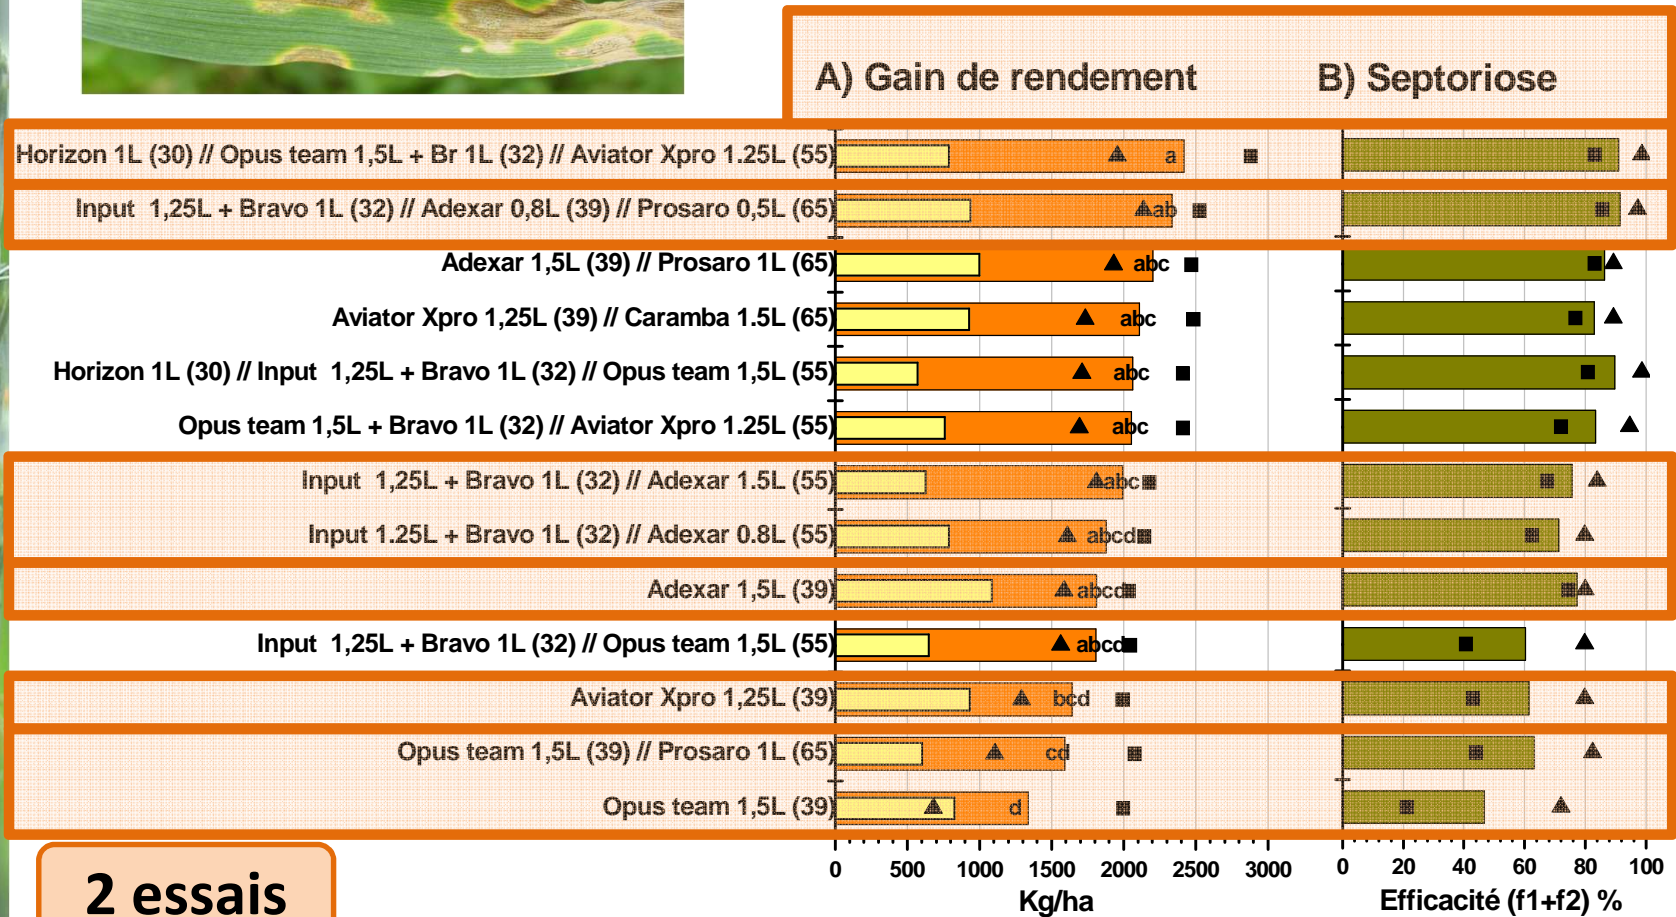 A) Gain de rendement B) Septoriose
Horizon 1L (30) // Opus team 1,5L + Br 1L (32) // Aviator Xpro 1.25L (55) a
Input 1,25L + Bravo 1L (32) // Adexar 0,8L (39) // Prosaro 0,5L (65) ab
Adexar 1,5L (39) // Prosaro 1L (65) abc
Aviator Xpro 1,25L (39) // Caramba 1.5L (65) abc
Horizon 1L (30) // Input 1,25L + Bravo 1L (32) // Opus team 1,5L (55) abc
Opus team 1,5L + Bravo 1L (32) // Aviator Xpro 1.25L (55) abc
Input 1,25L + Bravo 1L (32) // Adexar 1.5L (55) abc
Input 1.25L + Bravo 1L (32) // Adexar 0.8L (55) abcd
Adexar 1,5L (39) abcd
Input 1,25L + Bravo 1L (32) // Opus team 1,5L (55) abcd
Aviator Xpro 1,25L (39) bcd
Opus team 1,5L (39) // Prosaro 1L (65) cd
Opus team 1,5L (39) d
0 500 1000 1500 2000 2500 3000 0 20 40 60 80 100
Kg/ha Efficacité (f1+f2) %
2 essais